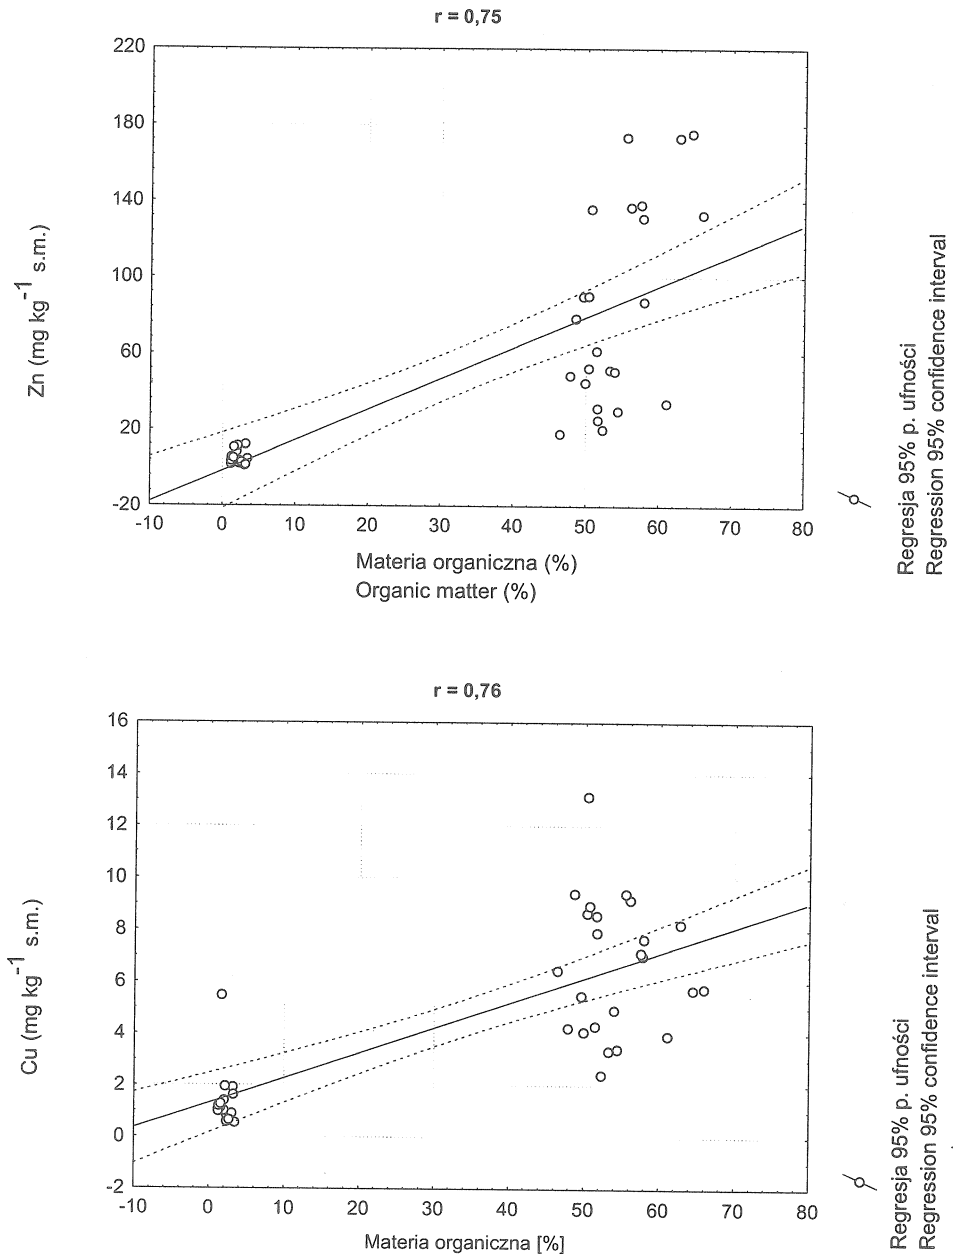 r = 0,75
220
180
140
100
60
20
-20
Zn (mg kg⁻¹ s.m.)
-10 0 10 20 30 40 50 60 70 80
Materia organiczna (%)
Organic matter (%)
Regresja 95% p. ufności
Regression 95% confidence interval
r = 0,76
16
14
12
10
8
6
4
2
0
-2
Cu (mg kg⁻¹ s.m.)
-10 0 10 20 30 40 50 60 70 80
Materia organiczna [%]
Regresja 95% p. ufności
Regression 95% confidence interval